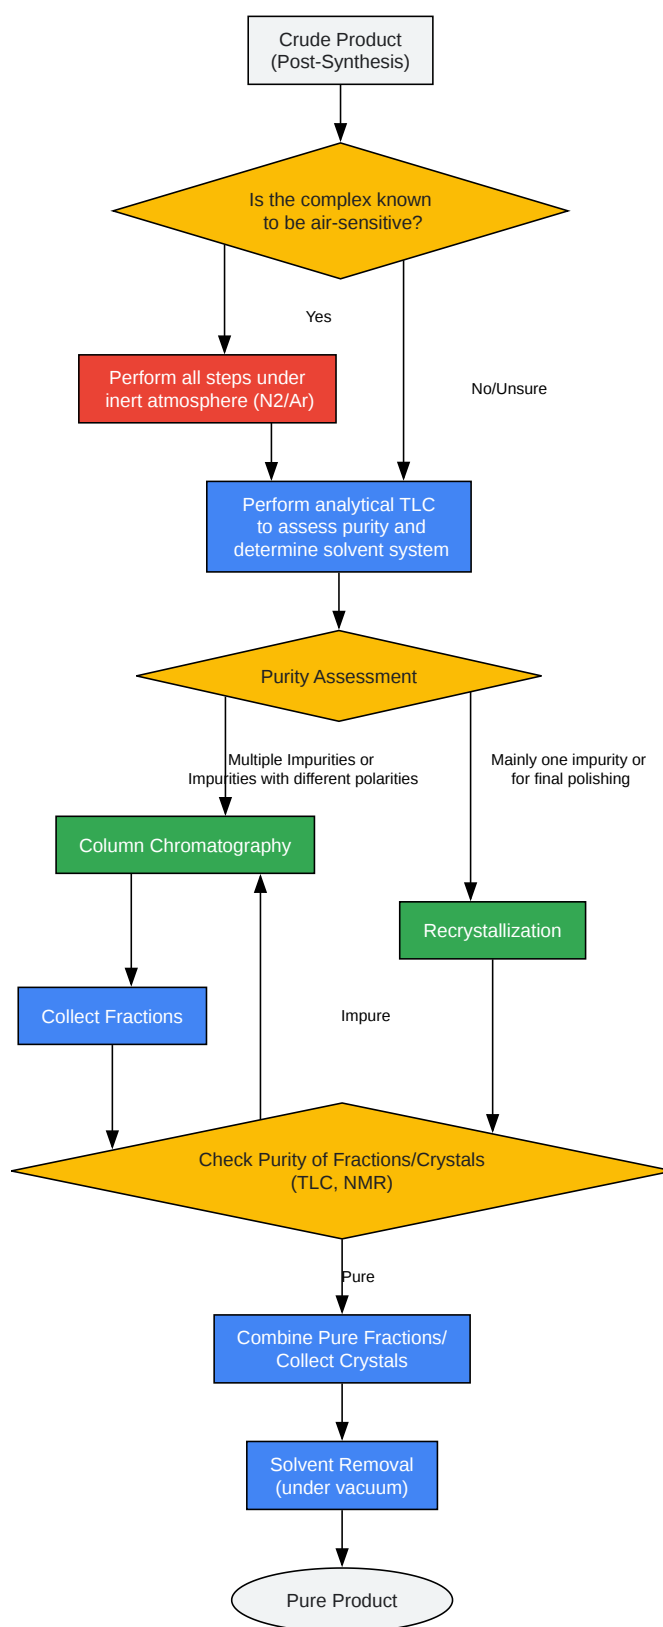 Crude Product
(Post-Synthesis)
Is the complex known
to be air-sensitive?
Yes
Perform all steps under
inert atmosphere (N2/Ar)
No/Unsure
Perform analytical TLC
to assess purity and
determine solvent system
Purity Assessment
Multiple Impurities or
Impurities with different polarities
Mainly one impurity or
for final polishing
Column Chromatography
Recrystallization
Collect Fractions
Impure
Check Purity of Fractions/Crystals
(TLC, NMR)
Pure
Combine Pure Fractions/
Collect Crystals
Solvent Removal
(under vacuum)
Pure Product